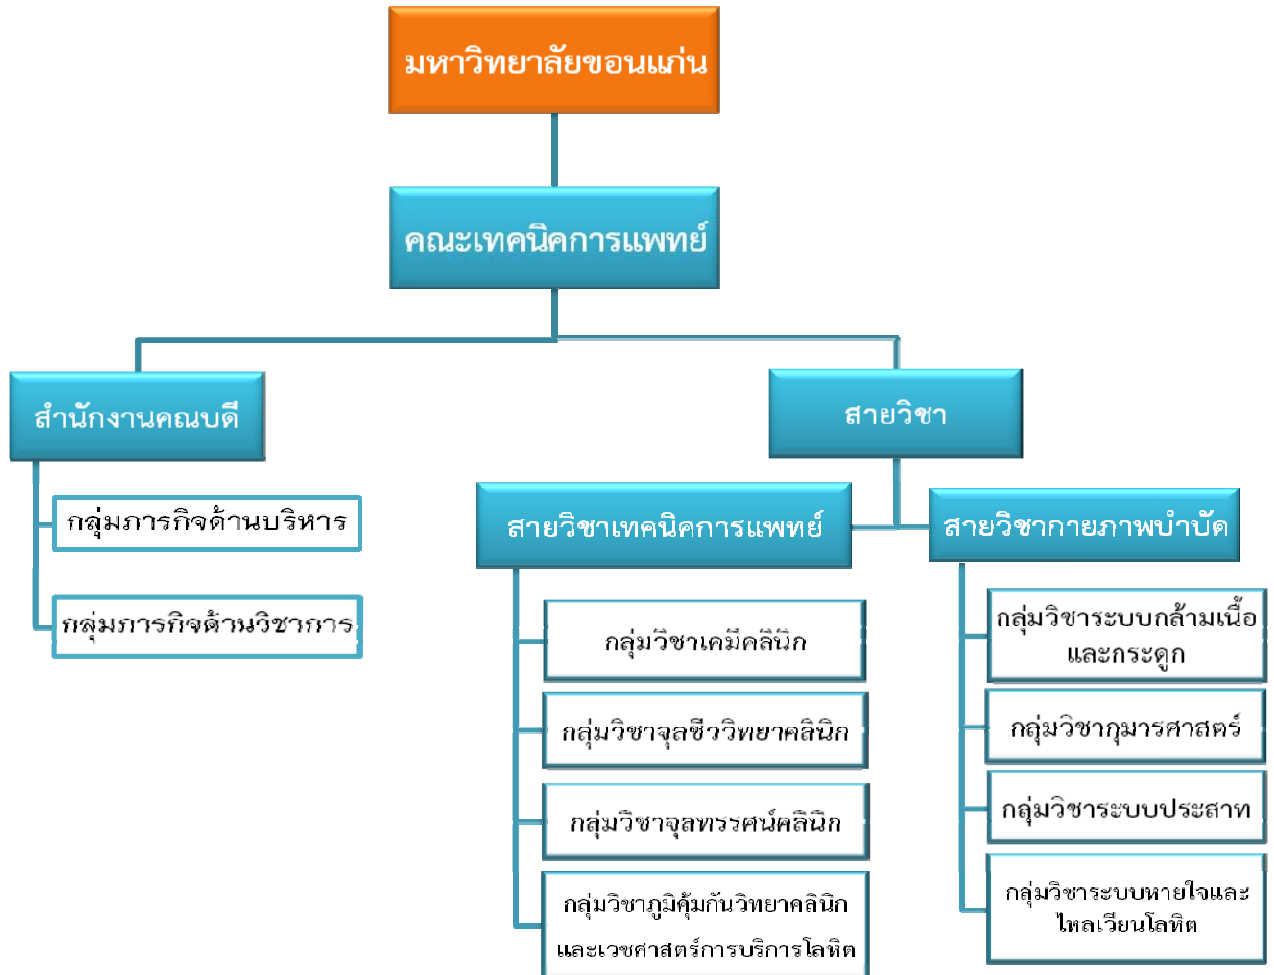 มหาวิทยาลัยขอนแก่น
คณะเทคนิคการแพทย์
สำนักงานคณบดี
กลุ่มภารกิจด้านบริหาร
กลุ่มภารกิจด้านวิชาการ
สายวิชา
สายวิชาเทคนิคการแพทย์
กลุ่มวิชาเคมีคลินิก
กลุ่มวิชาจุลชีววิทยาคลินิก
กลุ่มวิชาจุลทรรศน์คลินิก
กลุ่มวิชาภูมิคุ้มกันวิทยาคลินิก
และเวชศาสตร์การบริการโลหิต
สายวิชากายภาพบำบัด
กลุ่มวิชาระบบกล้ามเนื้อ
และกระดูก
กลุ่มวิชากุมารศาสตร์
กลุ่มวิชาระบบประสาท
กลุ่มวิชาระบบหายใจและ
ไหลเวียนโลหิต